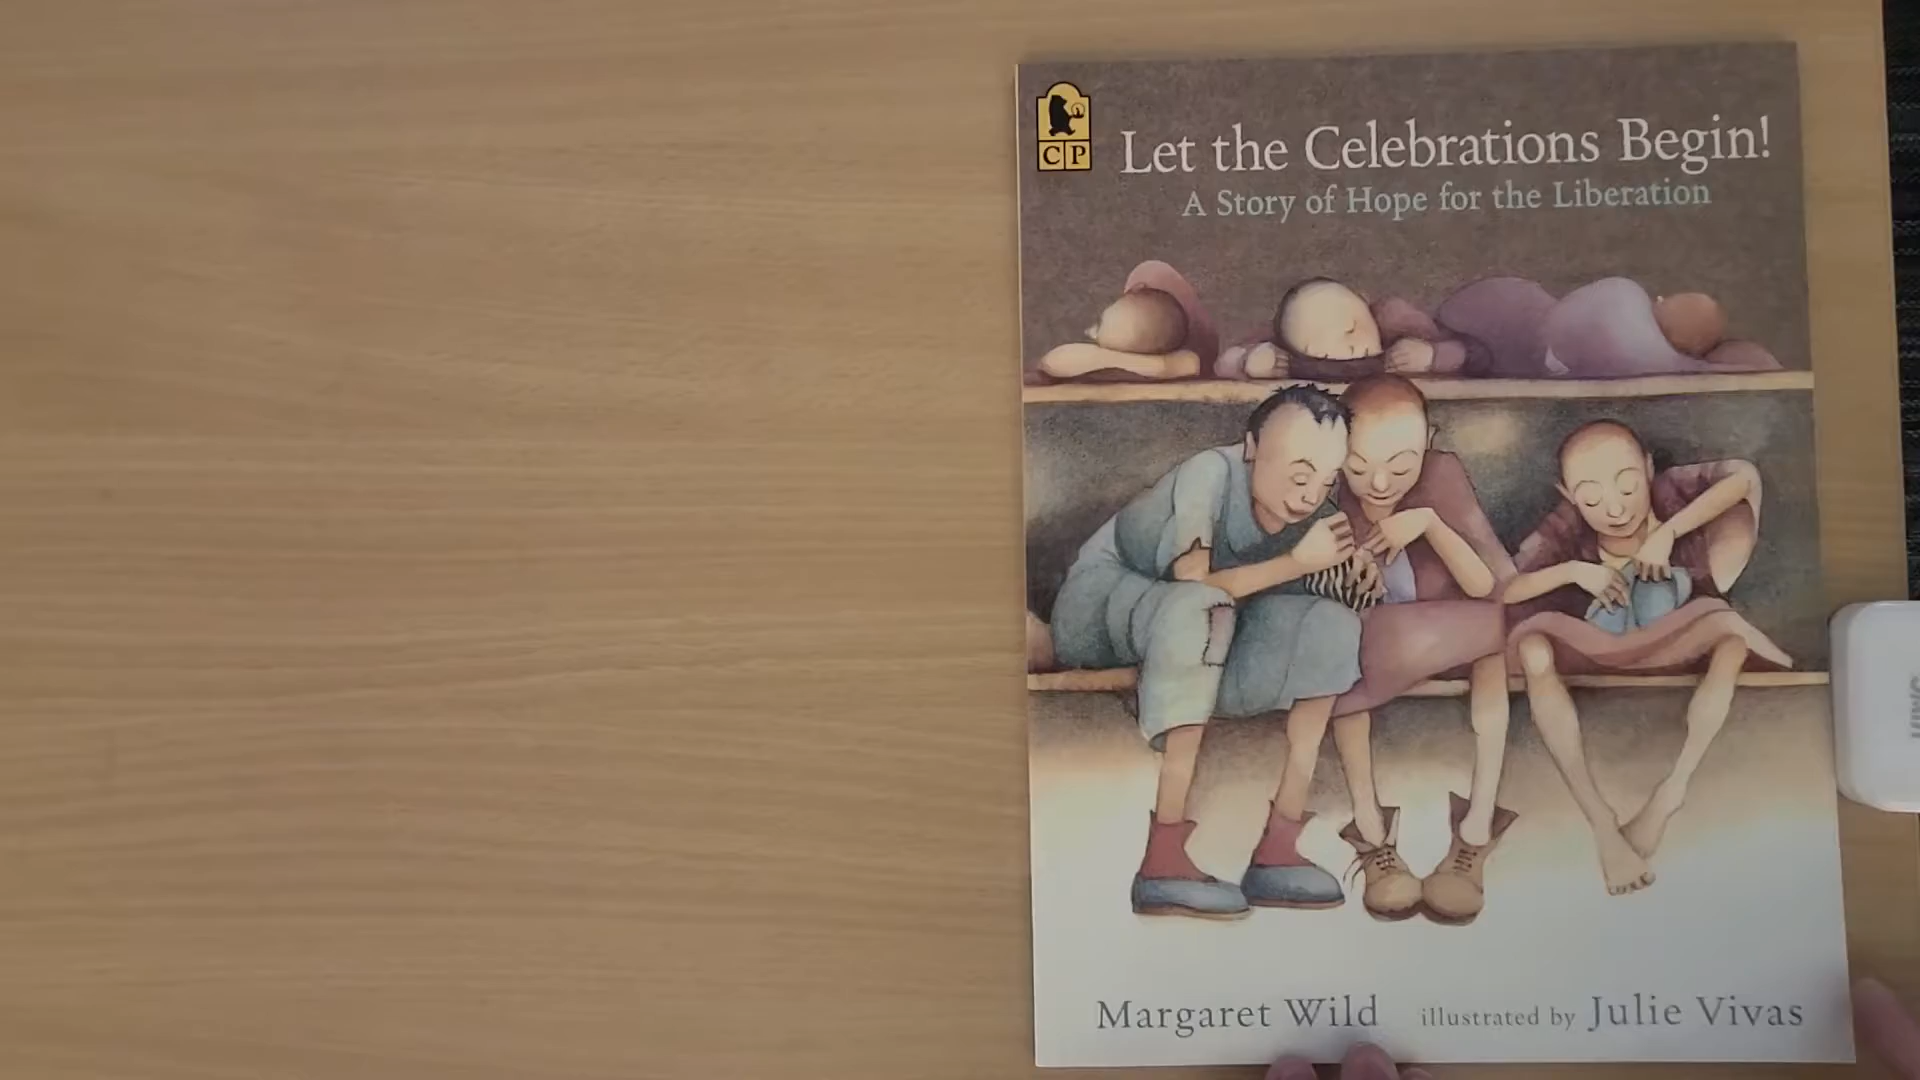 CP
Let the Celebrations Begin!
A Story of Hope for the Liberation
Margaret Wild illustrated by Julie Vivas